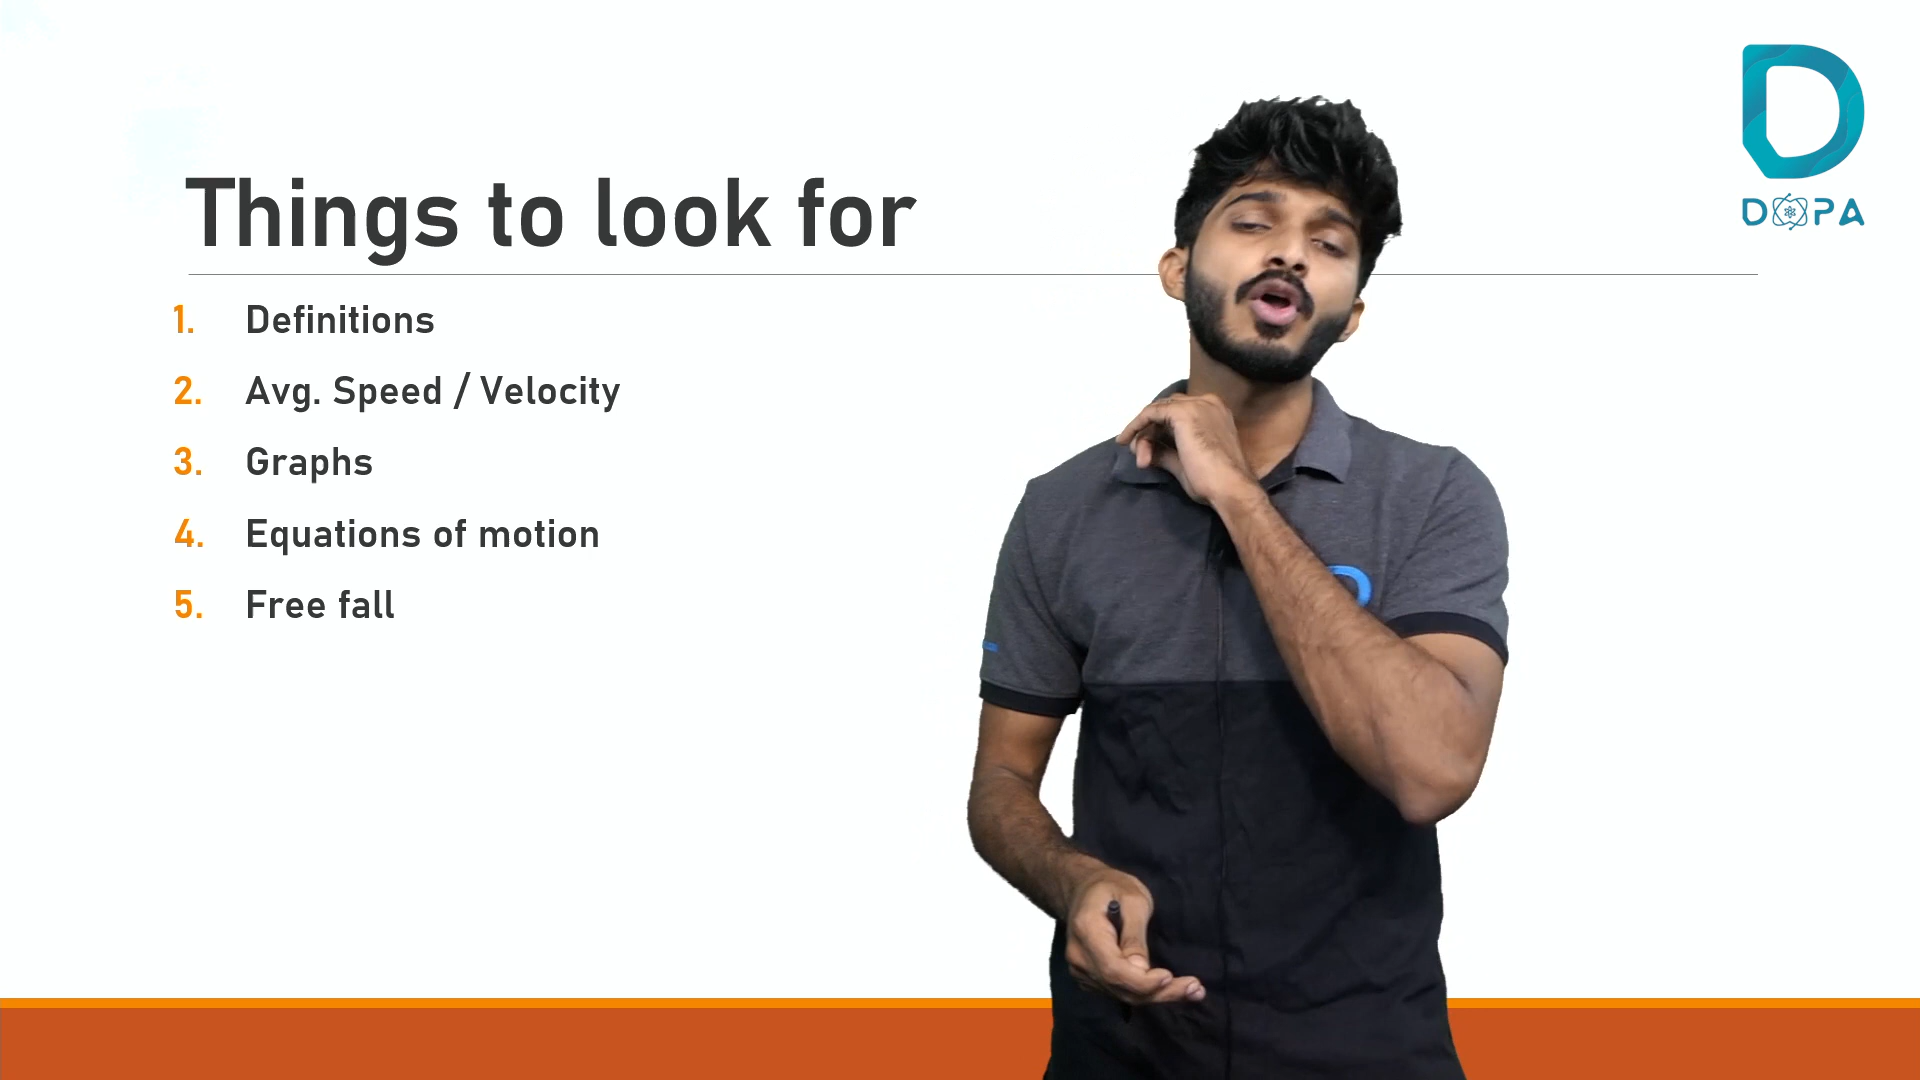 Things to look for
1. Definitions
2. Avg. Speed / Velocity
3. Graphs
4. Equations of motion
5. Free fall
DOPA